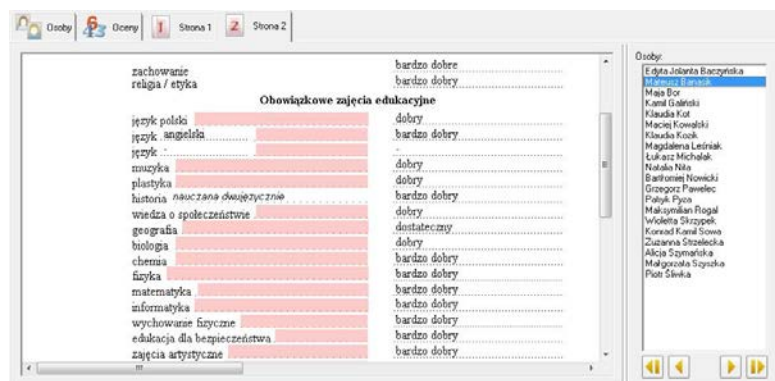 Osoby
6 4 3
Oceny
1
Strona 1
2
Strona 2
zachowanie bardzo dobre
religia / etyka bardzo dobry
Obowiązkowe zajęcia edukacyjne
język polski dobry
język angielski bardzo dobry
język - -
muzyka dobry
plastyka dobry
historia nauczana dwujęzycznie bardzo dobry
wiedza o społeczeństwie dobry
geografia dostateczny
biologia dobry
chemia bardzo dobry
fizyka bardzo dobry
matematyka bardzo dobry
informatyka bardzo dobry
wychowanie fizyczne bardzo dobry
edukacja dla bezpieczeństwa bardzo dobry
zajęcia artystyczne bardzo dobry
Osoby:
Edyta Jolanta Baczyńska
Mateusz Banasik
Maja Bor
Kamil Galiński
Klaudia Kot
Maciej Kowalski
Klaudia Kozik
Magdalena Leśniak
Łukasz Michalak
Natalia Nita
Bartłomiej Nowicki
Grzegorz Pawelec
Patryk Pyza
Maksymilian Rogal
Wioletta Skrzypek
Konrad Kamil Sowa
Zuzanna Strzelecka
Alicja Szymańska
Małgorzata Szyszka
Piotr Śliwka